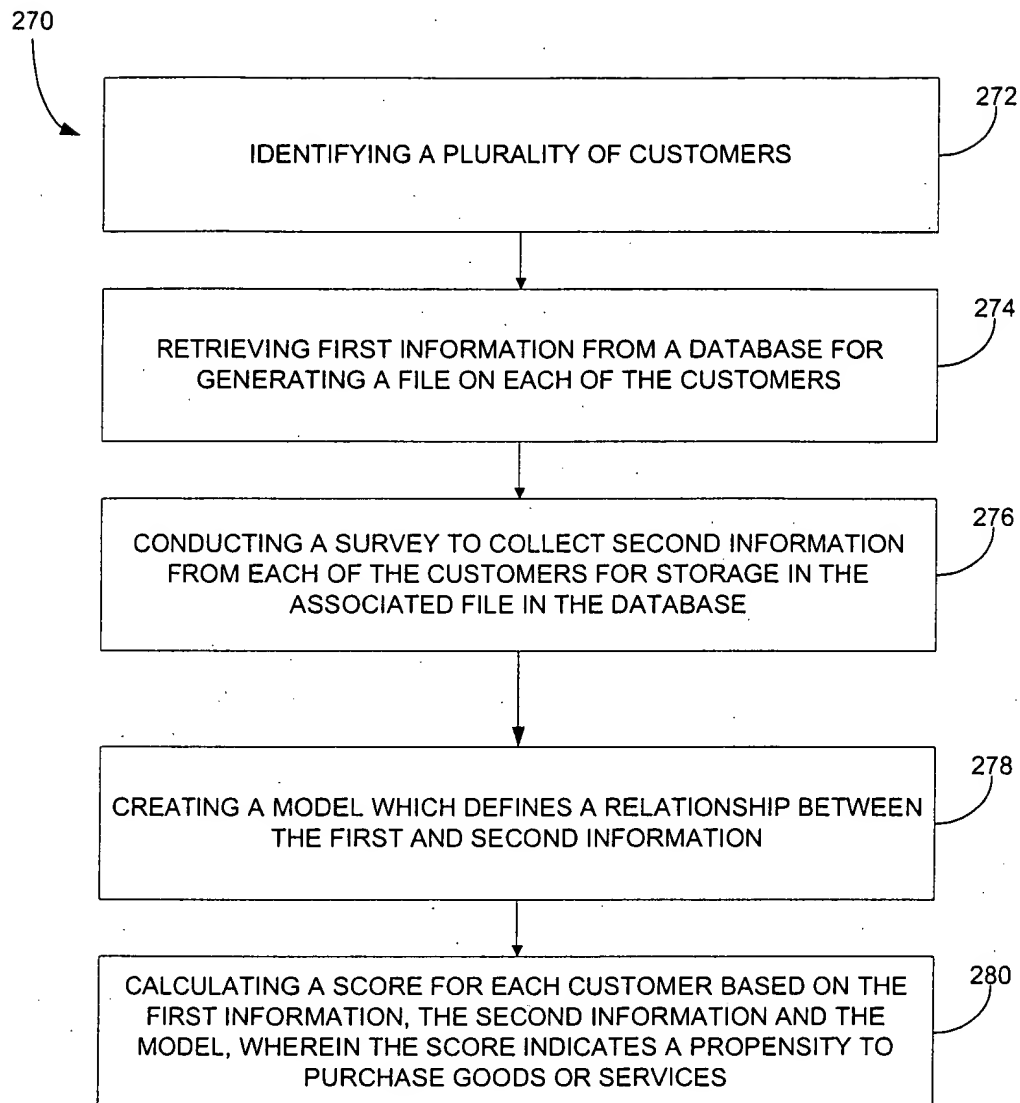 270
272
IDENTIFYING A PLURALITY OF CUSTOMERS
274
RETRIEVING FIRST INFORMATION FROM A DATABASE FOR
GENERATING A FILE ON EACH OF THE CUSTOMERS
276
CONDUCTING A SURVEY TO COLLECT SECOND INFORMATION
FROM EACH OF THE CUSTOMERS FOR STORAGE IN THE
ASSOCIATED FILE IN THE DATABASE
278
CREATING A MODEL WHICH DEFINES A RELATIONSHIP BETWEEN
THE FIRST AND SECOND INFORMATION
280
CALCULATING A SCORE FOR EACH CUSTOMER BASED ON THE
FIRST INFORMATION, THE SECOND INFORMATION AND THE
MODEL, WHEREIN THE SCORE INDICATES A PROPENSITY TO
PURCHASE GOODS OR SERVICES